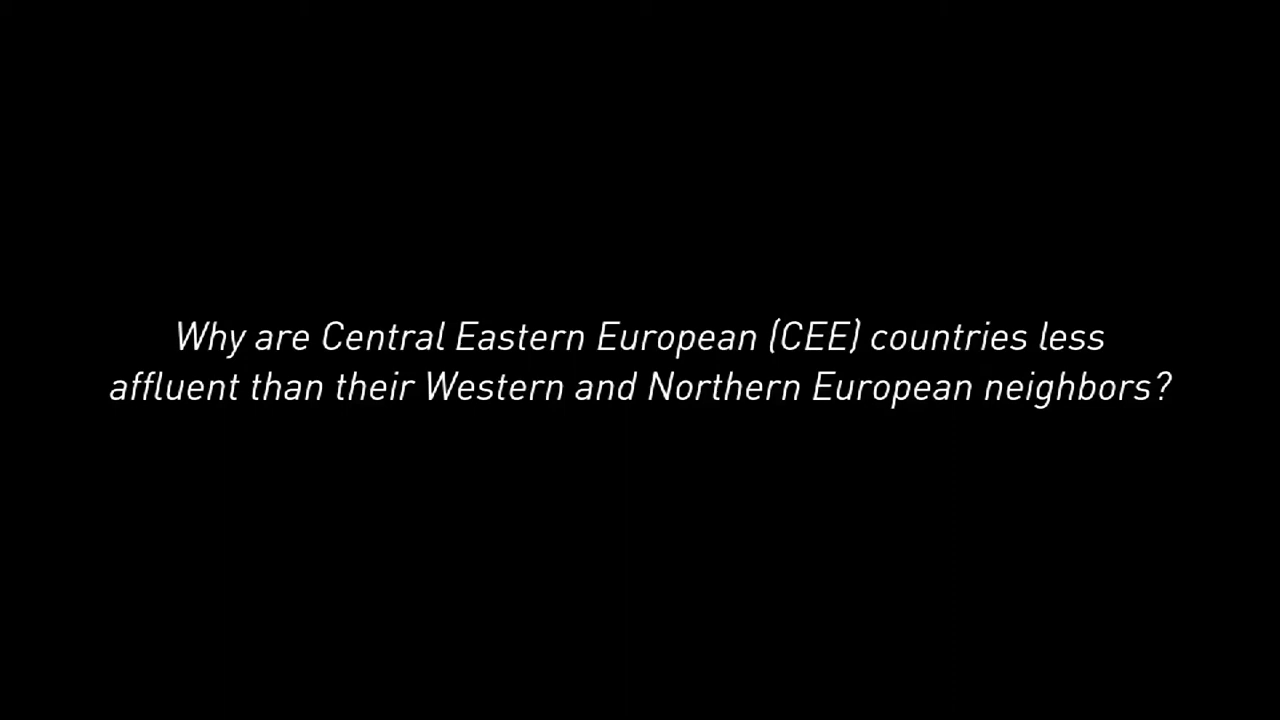 Why are Central Eastern European (CEE) countries less
affluent than their Western and Northern European neighbors?